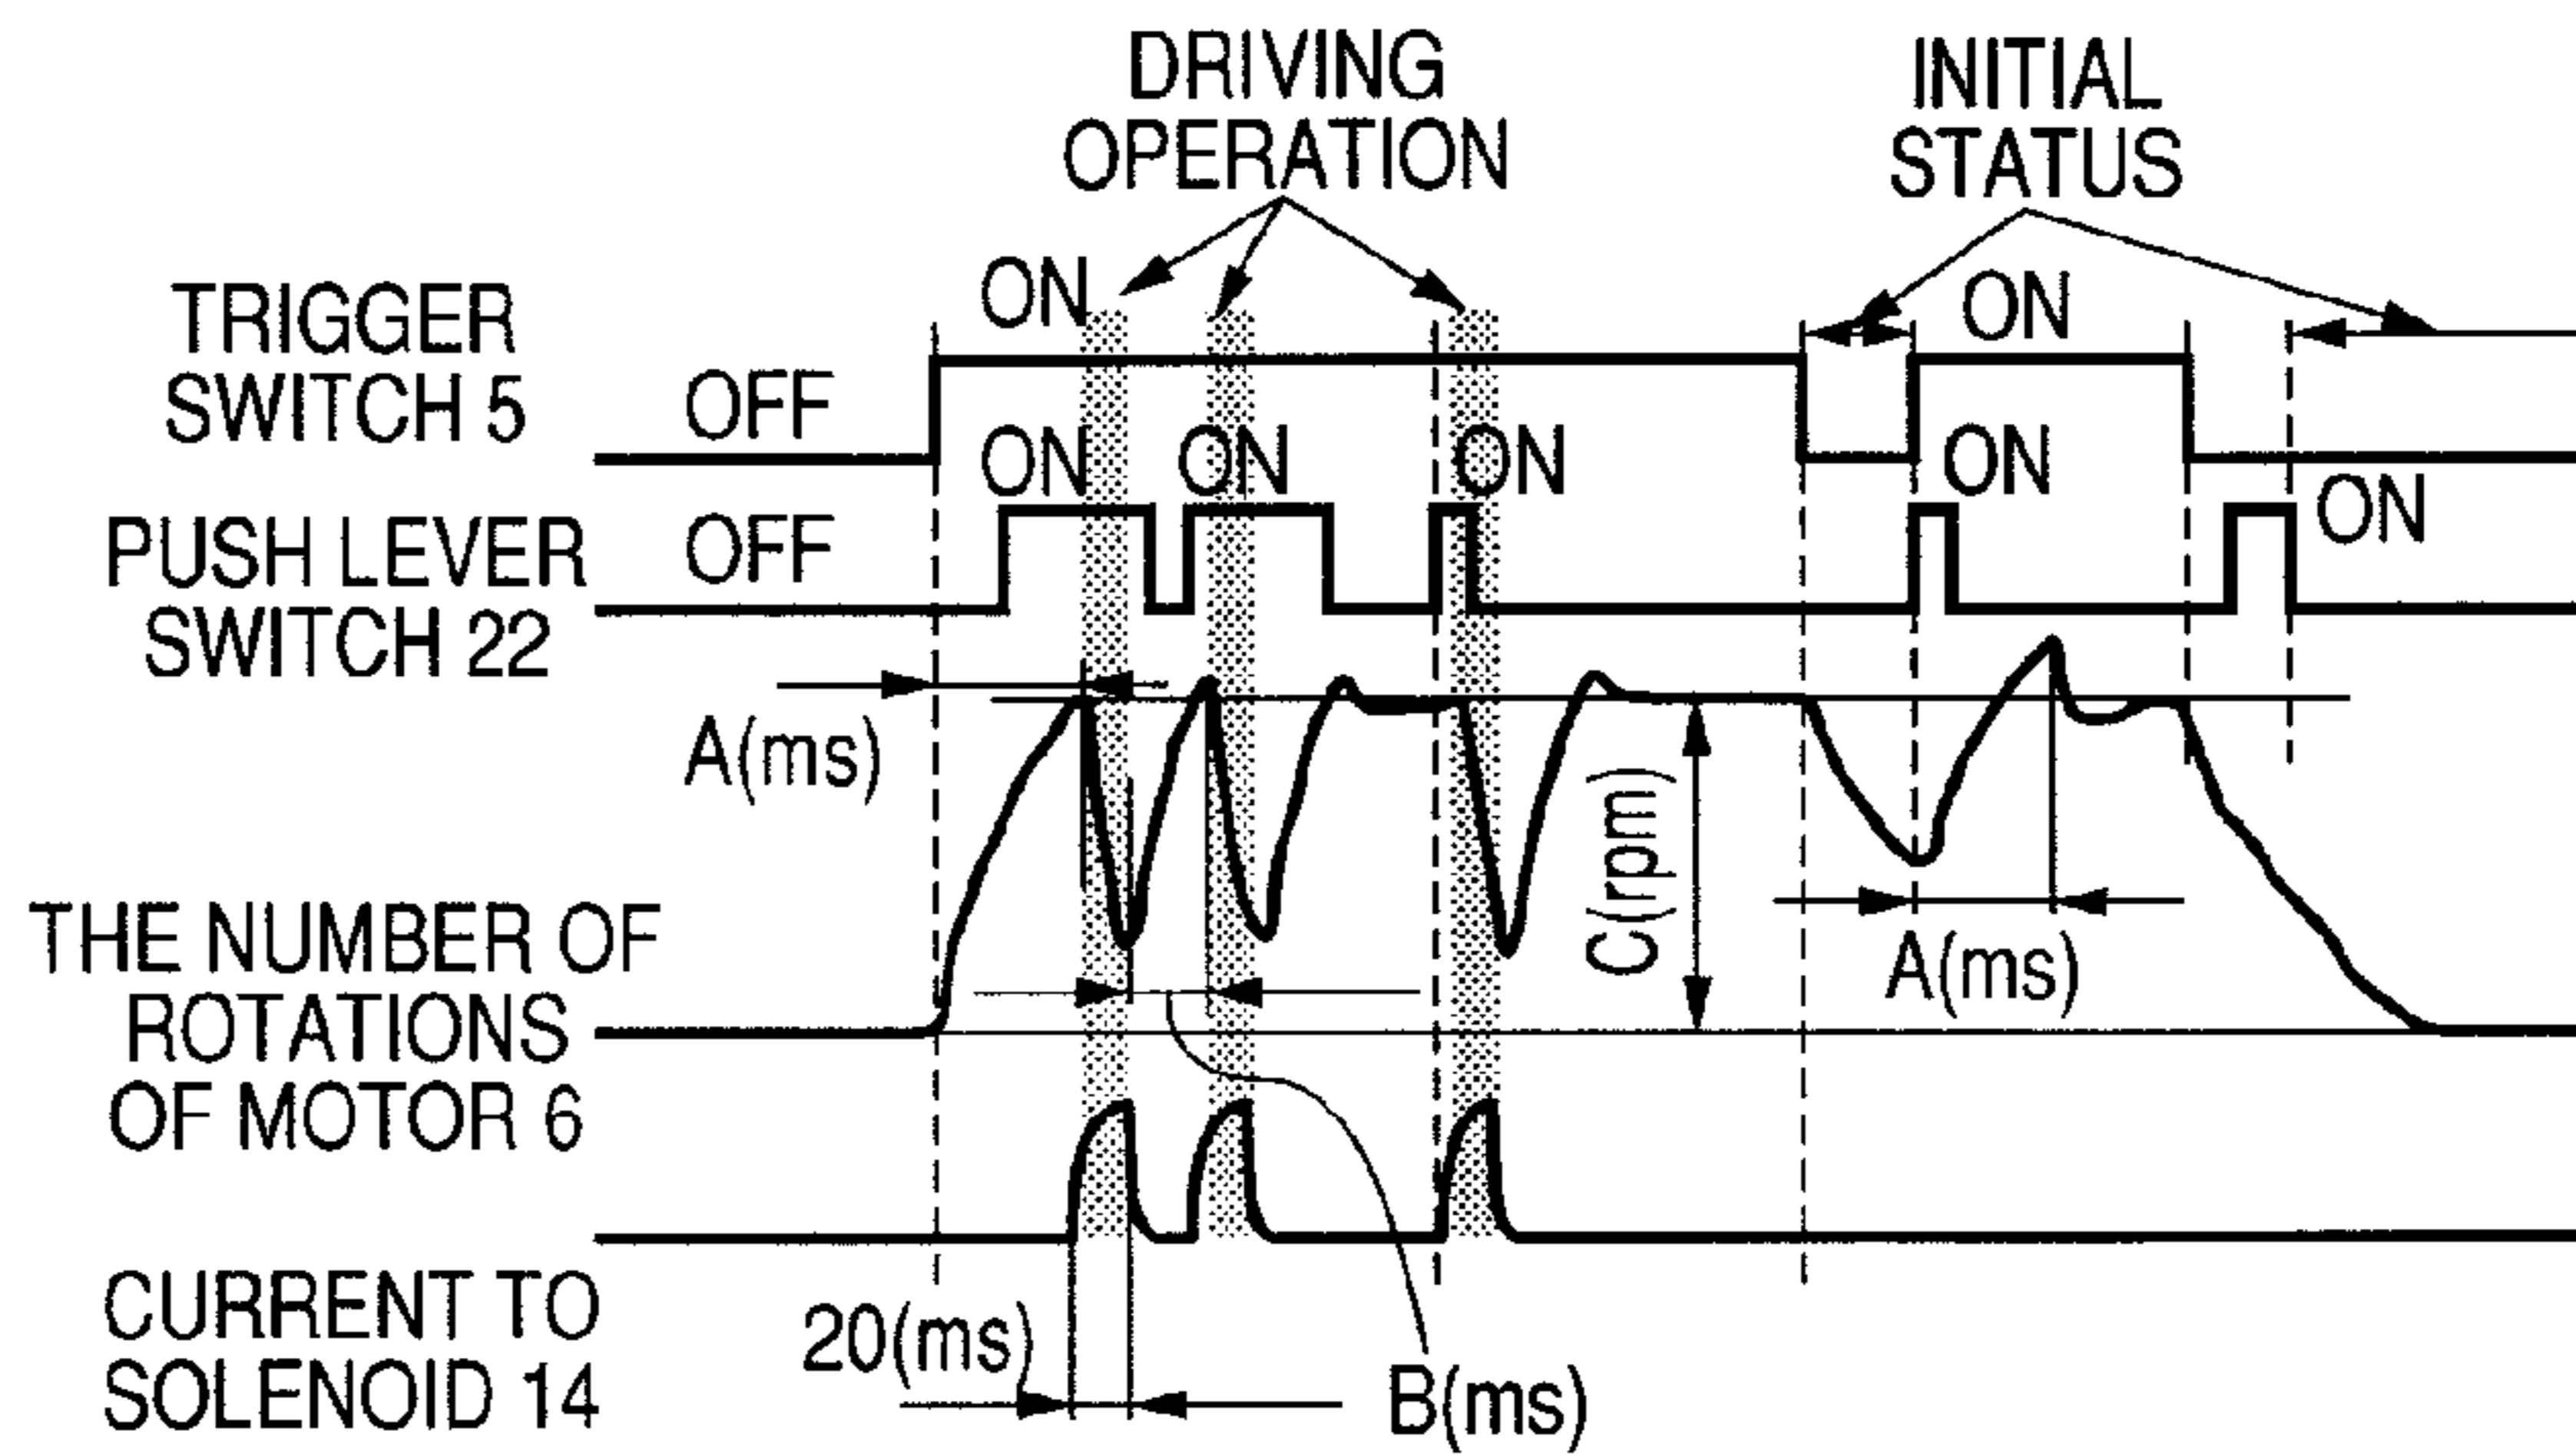 DRIVING
OPERATION
INITIAL
STATUS
TRIGGER
SWITCH 5
OFF
ON
ON
PUSH LEVER
SWITCH 22
OFF
ON
ON
ON
ON
ON
A(ms)
C(rpm)
A(ms)
THE NUMBER OF
ROTATIONS
OF MOTOR 6
CURRENT TO
SOLENOID 14
20(ms)
B(ms)